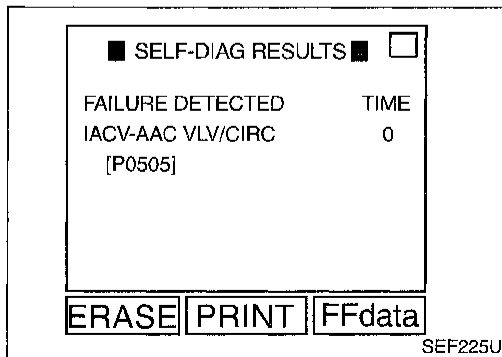 ■ SELF-DIAG RESULTS ■
FAILURE DETECTED TIME
IACV-AAC VLV/CIRC 0
[P0505]
ERASE PRINT FFdata
SEF225U